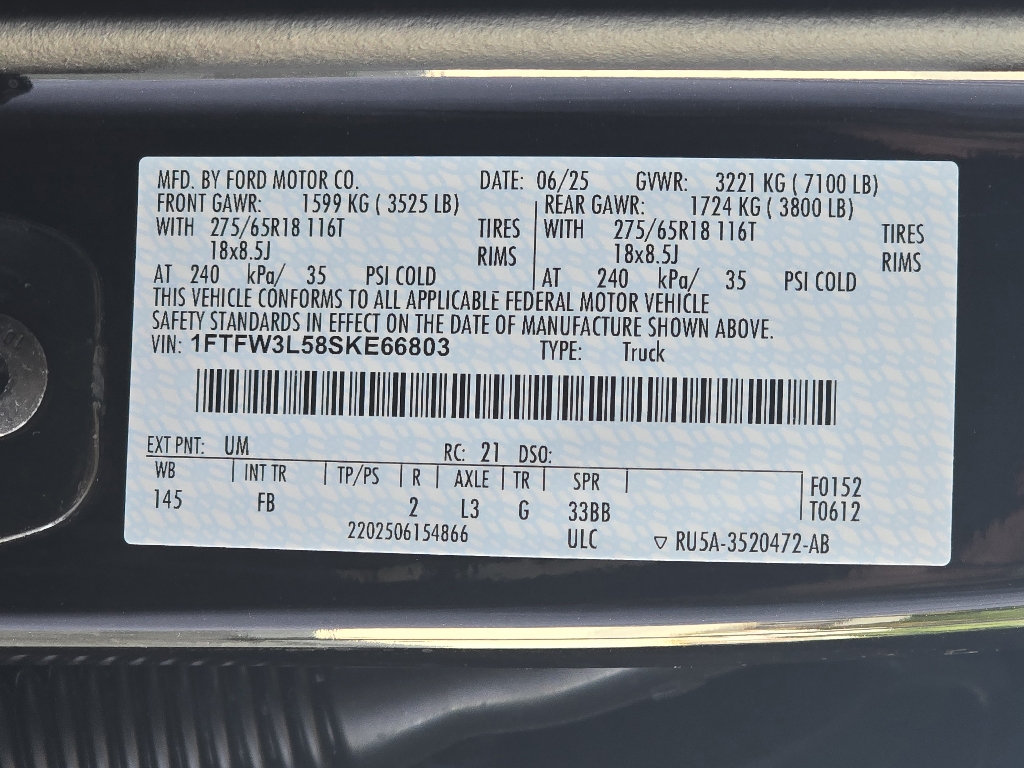 MFD. BY FORD MOTOR CO. DATE: 06/25 GVWR: 3221 KG ( 7100 LB)
FRONT GAWR: 1599 KG ( 3525 LB) REAR GAWR: 1724 KG ( 3800 LB)
WITH 275/65R18 116T TIRES WITH 275/65R18 116T TIRES
18x8.5J RIMS 18x8.5J RIMS
AT 240 kPa/ 35 PSI COLD AT 240 kPa/ 35 PSI COLD
THIS VEHICLE CONFORMS TO ALL APPLICABLE FEDERAL MOTOR VEHICLE
SAFETY STANDARDS IN EFFECT ON THE DATE OF MANUFACTURE SHOWN ABOVE.
VIN: 1FTFW3L58SKE66803 TYPE: Truck
EXT PNT: UM RC: 21 DSO:
WB INT TR TP/PS R AXLE TR SPR F0152
145 FB 2 L3 G 33BB T0612
2202506154866 ULC ▽ RU5A-3520472-AB